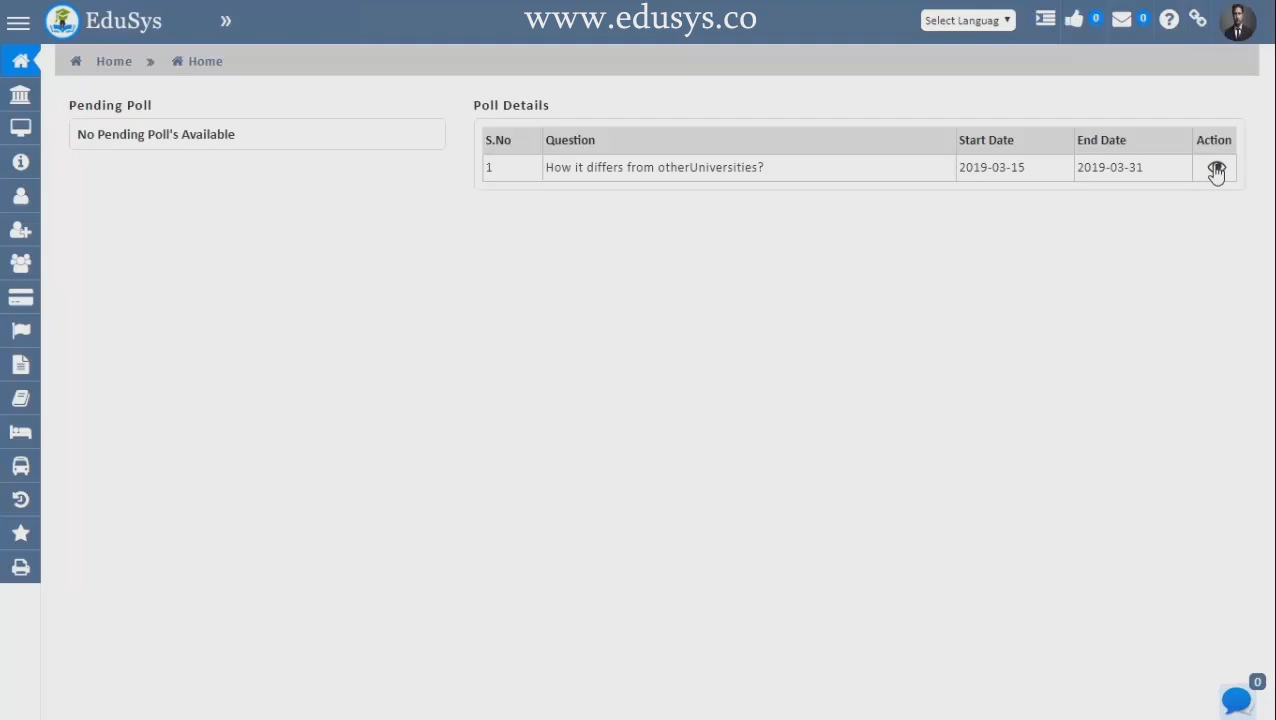 EduSys » www.edusys.co Select Languag 0 0
Home » Home
Pending Poll
No Pending Poll's Available
Poll Details
S.No Question Start Date End Date Action
1 How it differs from otherUniversities? 2019-03-15 2019-03-31
0